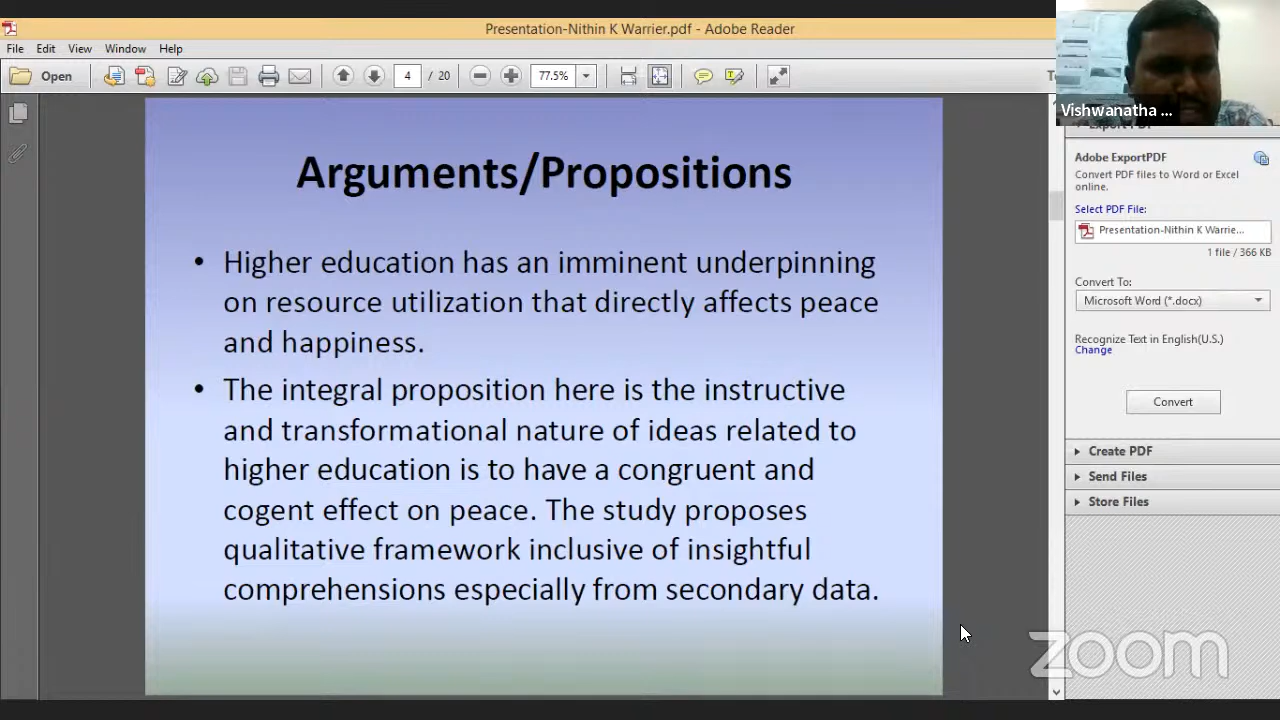 Presentation-Nithin K Warrier.pdf - Adobe Reader
File Edit View Window Help
Open 4 / 20 77.5%
Vishwanatha ...
Arguments/Propositions
• Higher education has an imminent underpinning
on resource utilization that directly affects peace
and happiness.
• The integral proposition here is the instructive
and transformational nature of ideas related to
higher education is to have a congruent and
cogent effect on peace. The study proposes
qualitative framework inclusive of insightful
comprehensions especially from secondary data.
Adobe ExportPDF
Convert PDF files to Word or Excel
online.
Select PDF File:
Presentation-Nithin K Warrie...
1 file / 366 KB
Convert To:
Microsoft Word (*.docx)
Recognize Text in English(U.S.)
Change
Convert
Create PDF
Send Files
Store Files
zoom